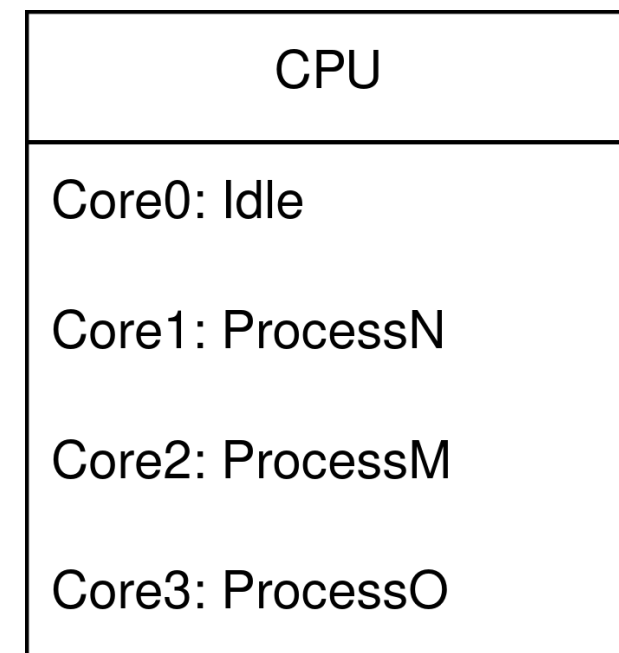 CPU
Core0: Idle
Core1: ProcessN
Core2: ProcessM
Core3: ProcessO